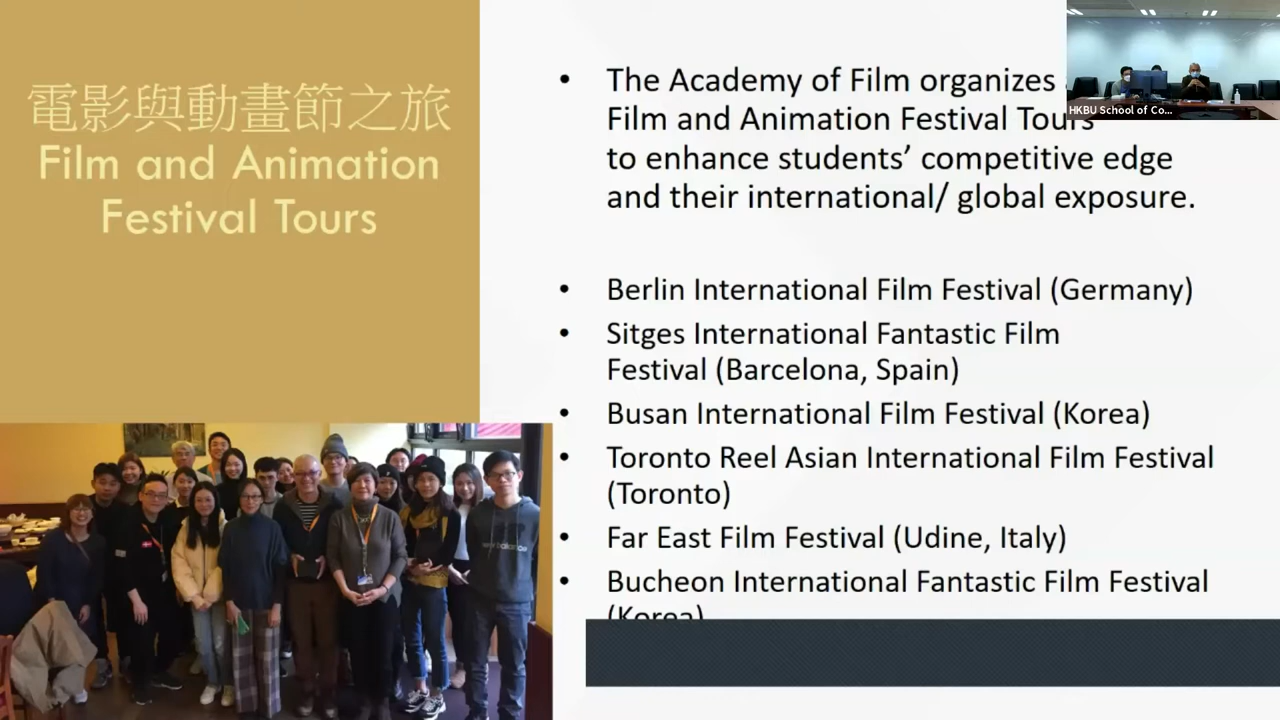 電影與動畫節之旅
Film and Animation
Festival Tours
• The Academy of Film organizes
Film and Animation Festival Tours
to enhance students’ competitive edge
and their international/ global exposure.
• Berlin International Film Festival (Germany)
• Sitges International Fantastic Film
Festival (Barcelona, Spain)
• Busan International Film Festival (Korea)
• Toronto Reel Asian International Film Festival
(Toronto)
• Far East Film Festival (Udine, Italy)
• Bucheon International Fantastic Film Festival
(Korea)
HKBU School of Co...